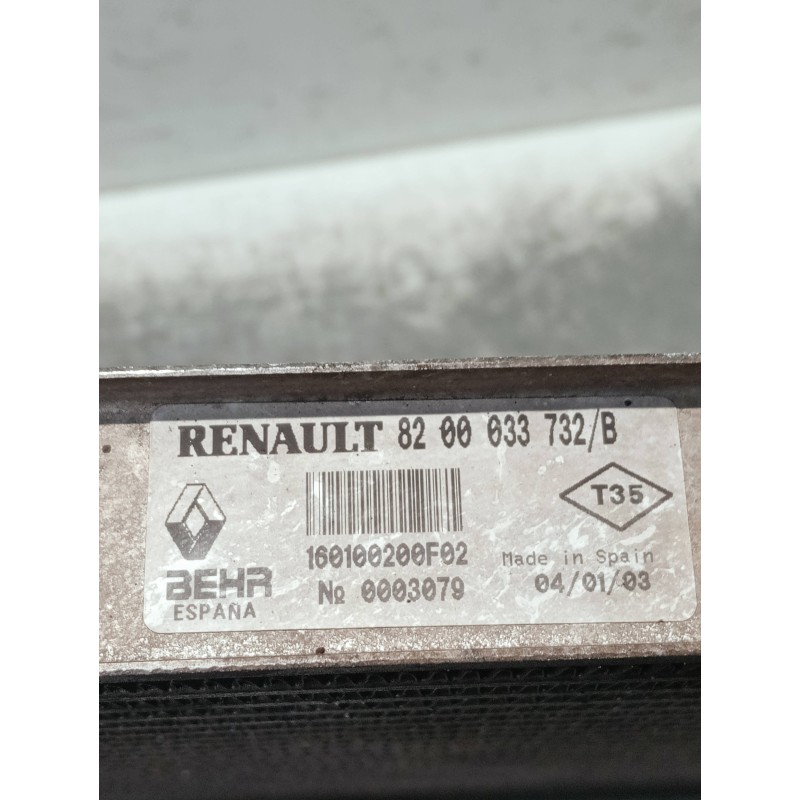 RENAULT 82 00 033 732/B
T35
160100200F02
Made in Spain
BEHR
Nº 0003079
04/01/03
ESPAÑA